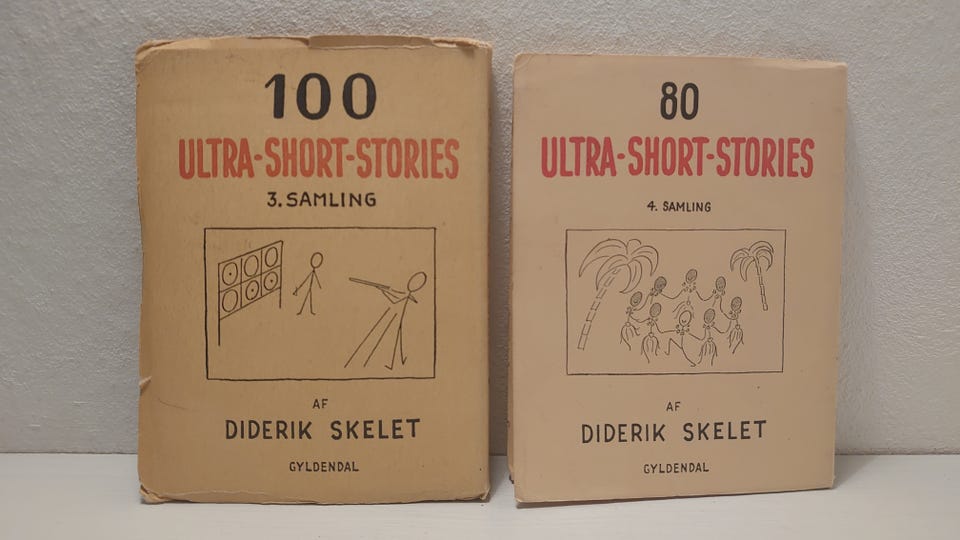 100
ULTRA-SHORT-STORIES
3. SAMLING
AF
DIDERIK SKELET
GYLDENDAL
80
ULTRA-SHORT-STORIES
4. SAMLING
AF
DIDERIK SKELET
GYLDENDAL